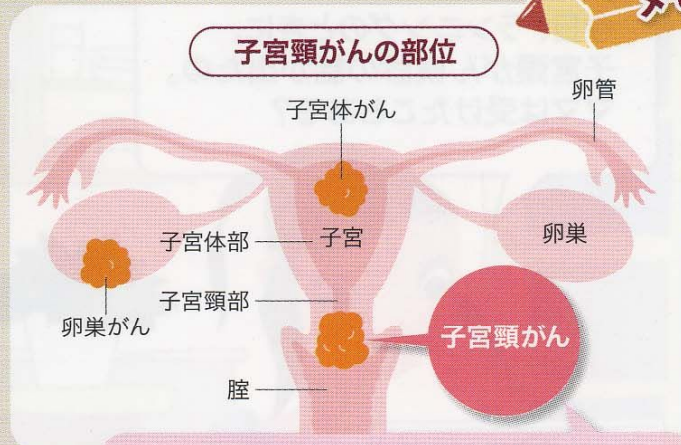 子宮頸がんの部位
卵管
子宮体がん
子宮体部
子宮
卵巣
子宮頸部
卵巣がん
子宮頸がん
腟